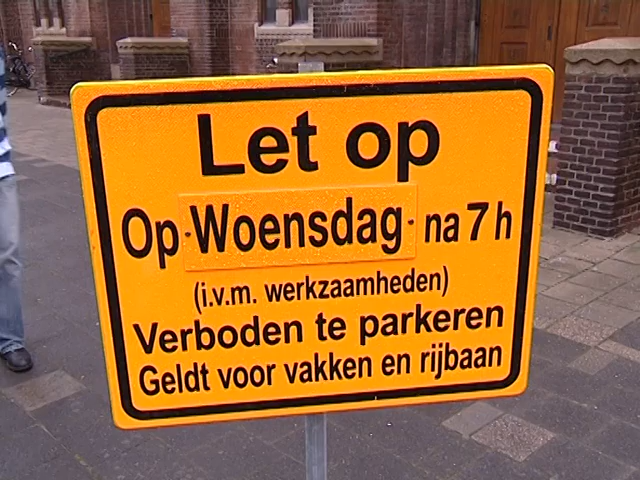 Let op
Op Woensdag na 7 h
(i.v.m. werkzaamheden)
Verboden te parkeren
Geldt voor vakken en rijbaan